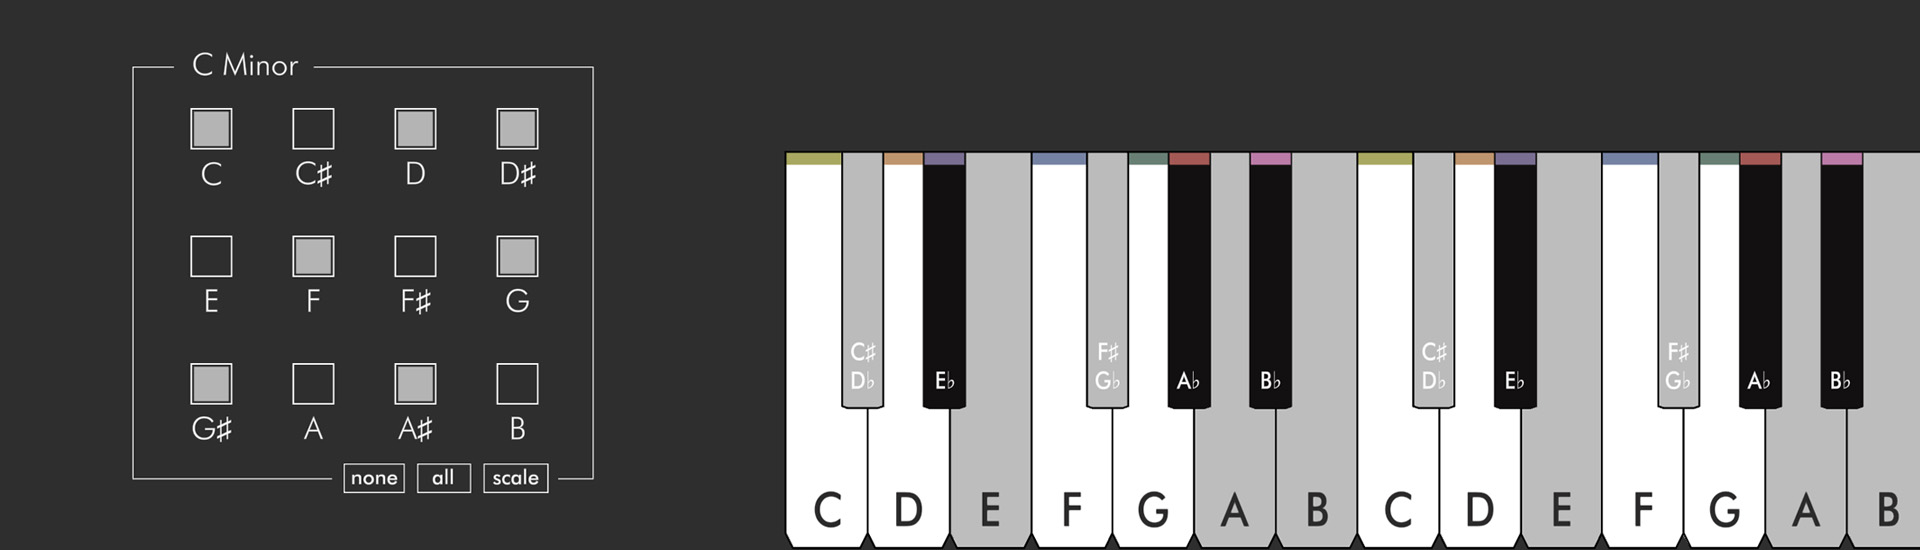 C Minor
C C♯ D D♯
E F F♯ G
G♯ A A♯ B
none all scale
C♯ F♯ C♯ F♯
D♭ E♭ G♭ A♭ B♭ D♭ E♭ G♭ A♭ B♭
C D E F G A B C D E F G A B